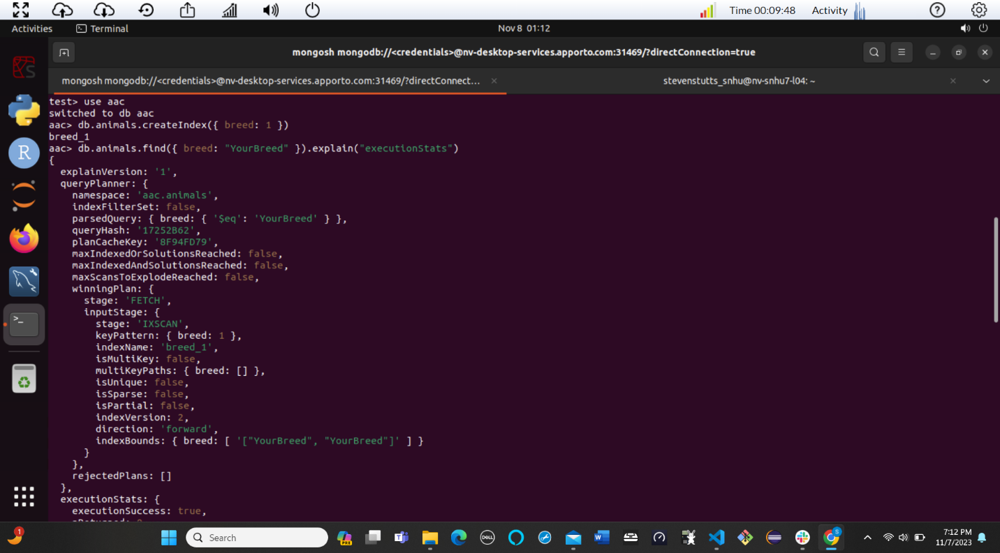 Time 00:09:48 Activity
Activities Terminal Nov 8 01:12
mongosh mongodb://<credentials>@nv-desktop-services.apporto.com:31469/?directConnection=true
mongosh mongodb://<credentials>@nv-desktop-services.apporto.com:31469/?directConnect... stevenstutts_snhu@nv-snhu7-l04: ~
test> use aac
switched to db aac
aac> db.animals.createIndex({ breed: 1 })
breed_1
aac> db.animals.find({ breed: "YourBreed" }).explain("executionStats")
{
  explainVersion: '1',
  queryPlanner: {
    namespace: 'aac.animals',
    indexFilterSet: false,
    parsedQuery: { breed: { '$eq': 'YourBreed' } },
    queryHash: '17252B62',
    planCacheKey: '8F94FD79',
    maxIndexedOrSolutionsReached: false,
    maxIndexedAndSolutionsReached: false,
    maxScansToExplodeReached: false,
    winningPlan: {
      stage: 'FETCH',
      inputStage: {
        stage: 'IXSCAN',
        keyPattern: { breed: 1 },
        indexName: 'breed_1',
        isMultiKey: false,
        multiKeyPaths: { breed: [] },
        isUnique: false,
        isSparse: false,
        isPartial: false,
        indexVersion: 2,
        direction: 'forward',
        indexBounds: { breed: [ '["YourBreed", "YourBreed"]' ] }
      }
    },
    rejectedPlans: []
  },
  executionStats: {
    executionSuccess: true,
1 Search PRE DELL S 7:12 PM
11/7/2023